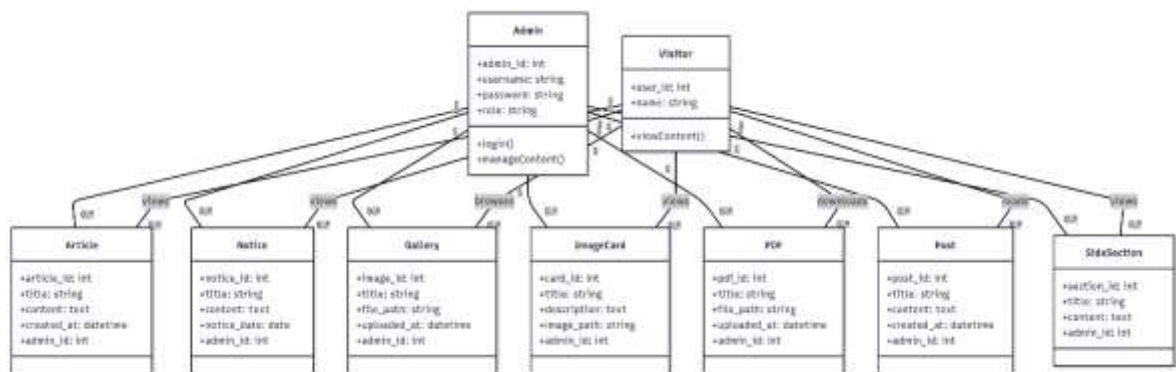 Admin
+admin_id: int
+username: string
+password: string
+role: string
+login()
+manageContent()
Visitor
+user_id: int
+name: string
+viewContent()
views
views
browses
views
downloads
reads
views
Article
+article_id: int
+title: string
+content: text
+created_at: datetime
+admin_id: int
Notice
+notice_id: int
+title: string
+content: text
+notice_date: date
+admin_id: int
Gallery
+image_id: int
+title: string
+file_path: string
+uploaded_at: datetime
+admin_id: int
ImageCard
+card_id: int
+title: string
+description: text
+image_path: string
+admin_id: int
PDF
+pdf_id: int
+title: string
+file_path: string
+uploaded_at: datetime
+admin_id: int
Post
+post_id: int
+title: string
+content: text
+created_at: datetime
+admin_id: int
SideSection
+section_id: int
+title: string
+content: text
+admin_id: int